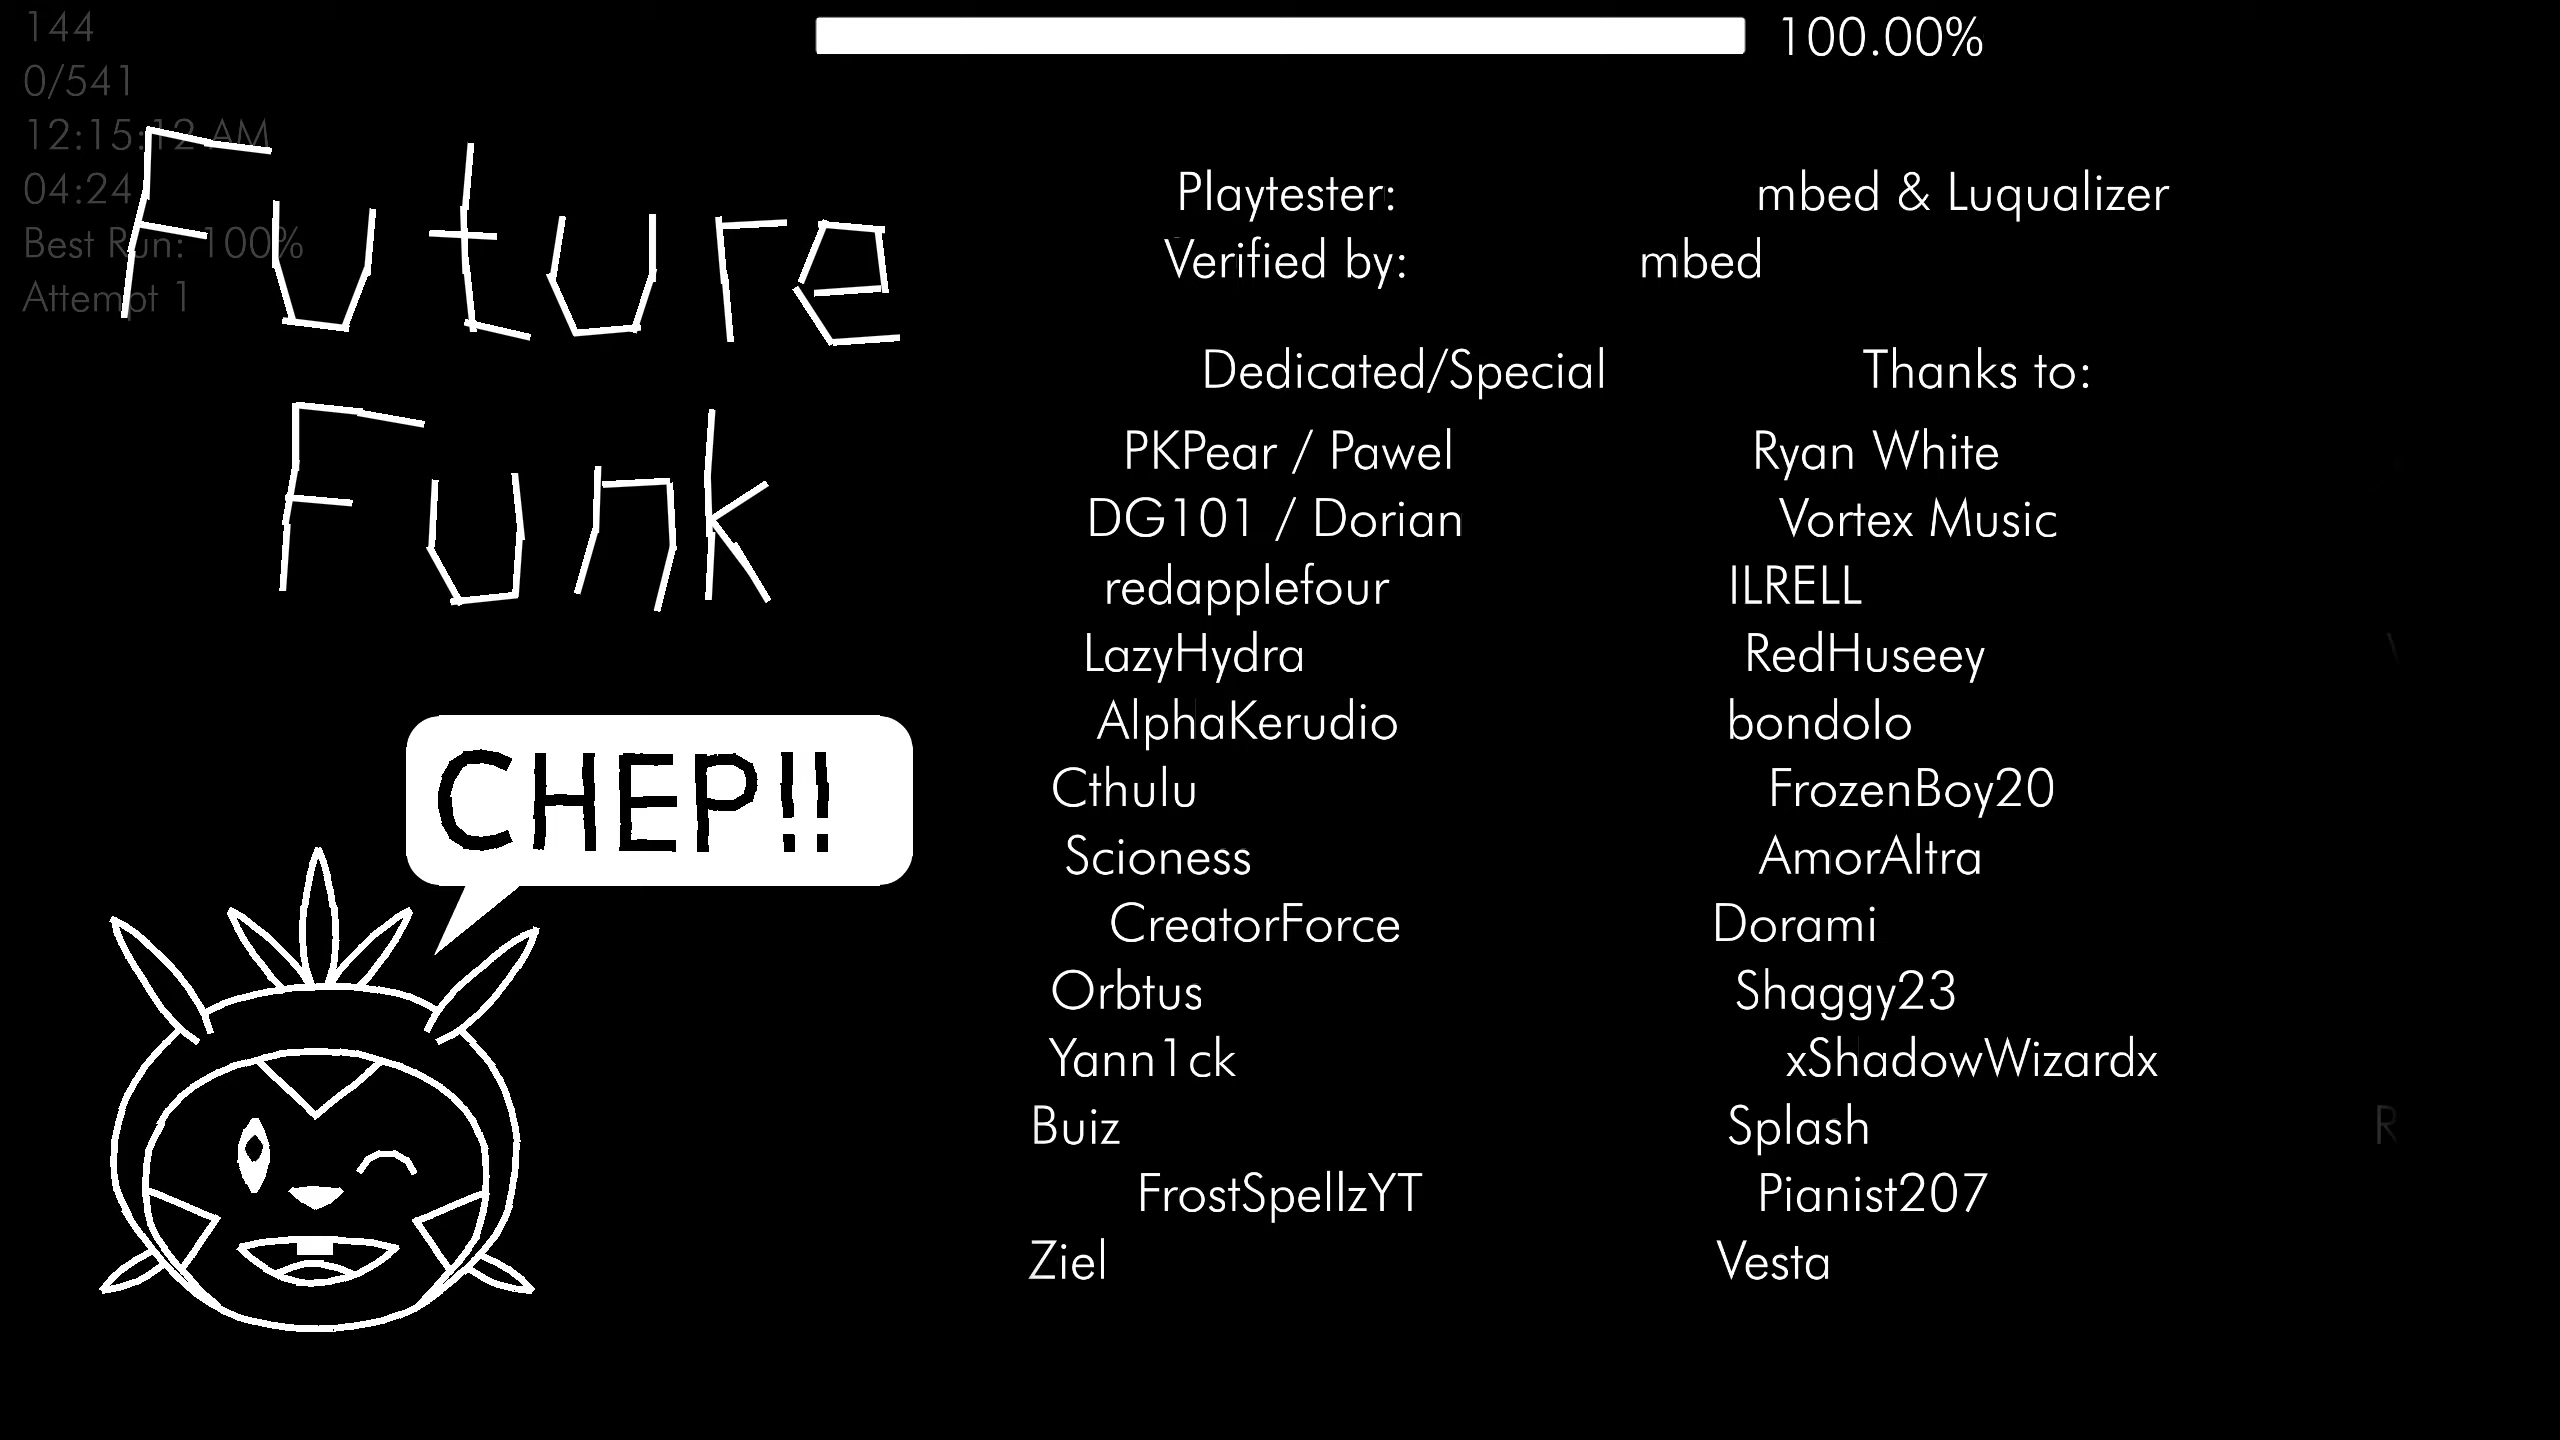 144
0/541
12:15:12 AM
04:24
Best Run: 100%
Attempt 1
100.00%
Future
Funk
CHEP!!
Playtester: mbed & Luqualizer
Verified by: mbed
Dedicated/Special Thanks to:
PKPear / Pawel Ryan White
DG101 / Dorian Vortex Music
redapplefour ILRELL
LazyHydra RedHuseey
AlphaKerudio bondolo
Cthulu FrozenBoy20
Scioness AmorAltra
CreatorForce Dorami
Orbtus Shaggy23
Yann1ck xShadowWizardx
Buiz Splash
FrostSpellzYT Pianist207
Ziel Vesta